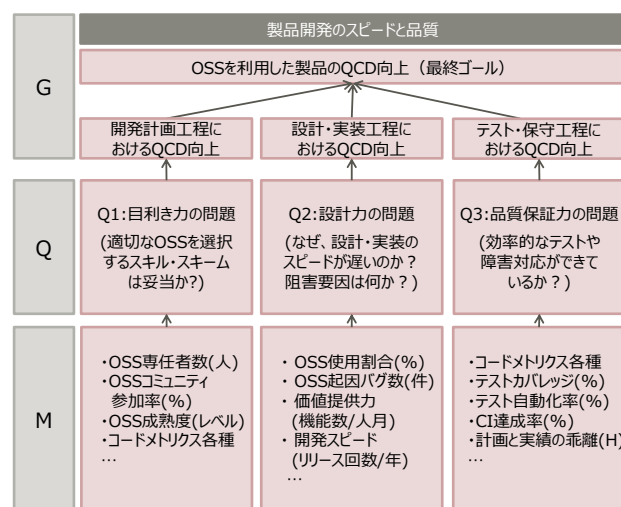 製品開発のスピードと品質
G
OSSを利用した製品のQCD向上（最終ゴール）
開発計画工程に
おけるQCD向上
設計・実装工程に
おけるQCD向上
テスト・保守工程に
おけるQCD向上
Q
Q1:目利き力の問題
(適切なOSSを選択
するスキル・スキーム
は妥当か?)
Q2:設計力の問題
(なぜ、設計・実装の
スピードが遅いのか？
阻害要因は何か？)
Q3:品質保証力の問題
(効率的なテストや
障害対応ができて
いるか？)
M
・OSS専任者数(人)
・OSSコミュニティ
参加率(%)
・OSS成熟度(レベル)
・コードメトリクス各種
…
・OSS使用割合(%)
・OSS起因バグ数(件)
・価値提供力
(機能数/人月)
・開発スピード
(リリース回数/年)
…
・コードメトリクス各種
・テストカバレッジ(%)
・テスト自動化率(%)
・CI達成率(%)
・計画と実績の乖離(H)
…